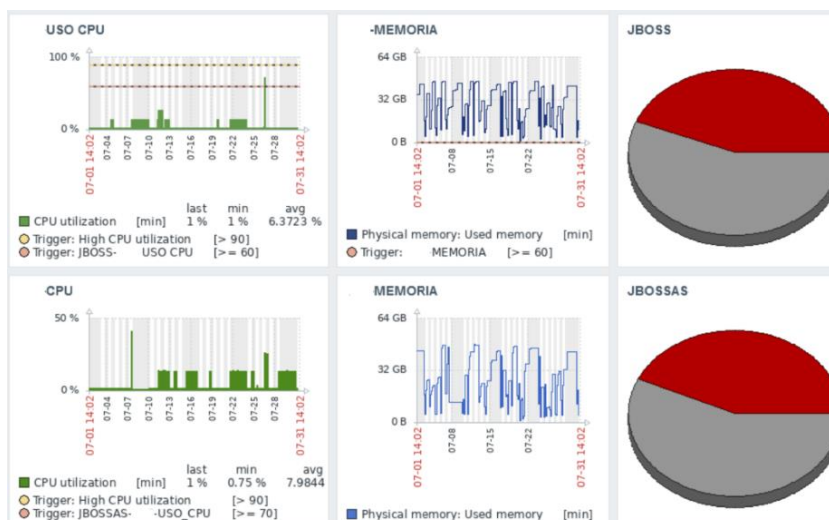 USO CPU
100 %
0 %
07-01 14:02
07-04
07-07
07-10
07-13
07-16
07-19
07-22
07-25
07-28
07-31 14:02
last min avg
CPU utilization [min] 1 % 1 % 6.3723 %
Trigger: High CPU utilization [> 90]
Trigger: JBOSS- USO CPU [>= 60]
-MEMORIA
64 GB
32 GB
0 B
07-01 14:02
07-08
07-15
07-22
07-31 14:02
Physical memory: Used memory [min]
Trigger: MEMORIA [>= 60]
JBOSS
-CPU
50 %
0 %
07-01 14:02
07-04
07-07
07-10
07-13
07-16
07-19
07-22
07-25
07-28
07-31 14:02
last min avg
CPU utilization [min] 1 % 0.75 % 7.9844
Trigger: High CPU utilization [> 90]
Trigger: JBOSSAS- -USO_CPU [>= 70]
-MEMORIA
64 GB
32 GB
0 B
07-01 14:02
07-08
07-15
07-22
07-31 14:02
Physical memory: Used memory [min]
JBOSSAS